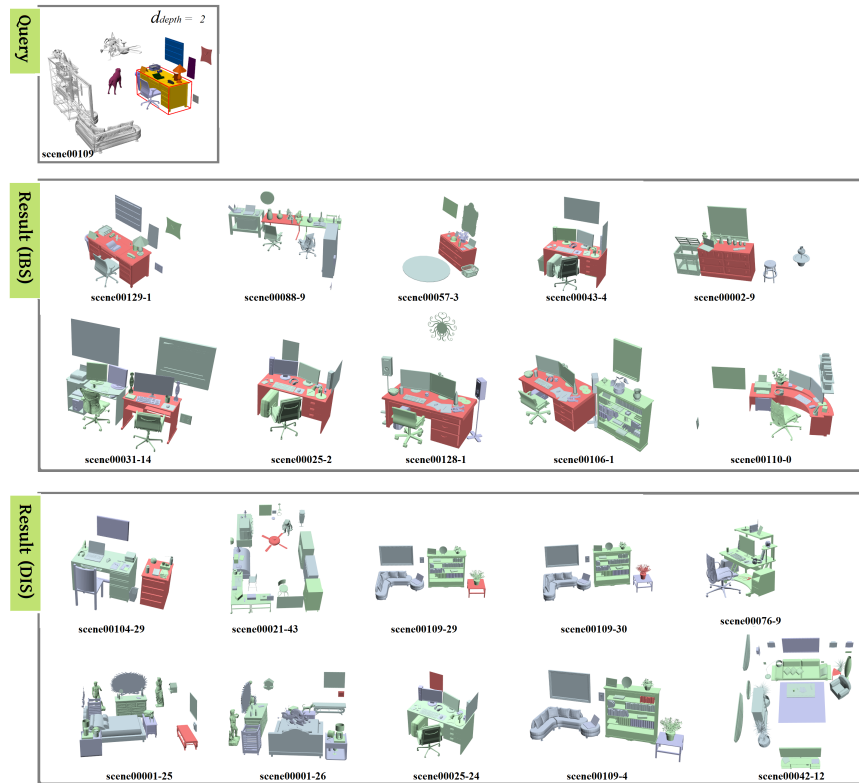 Query
d_depth = 2
scene00109
Result (IBS)
scene00129-1
scene00088-9
scene00057-3
scene00043-4
scene00002-9
scene00031-14
scene00025-2
scene00128-1
scene00106-1
scene00110-0
Result (DIS)
scene00104-29
scene00021-43
scene00109-29
scene00109-30
scene00076-9
scene00001-25
scene00001-26
scene00025-24
scene00109-4
scene00042-12